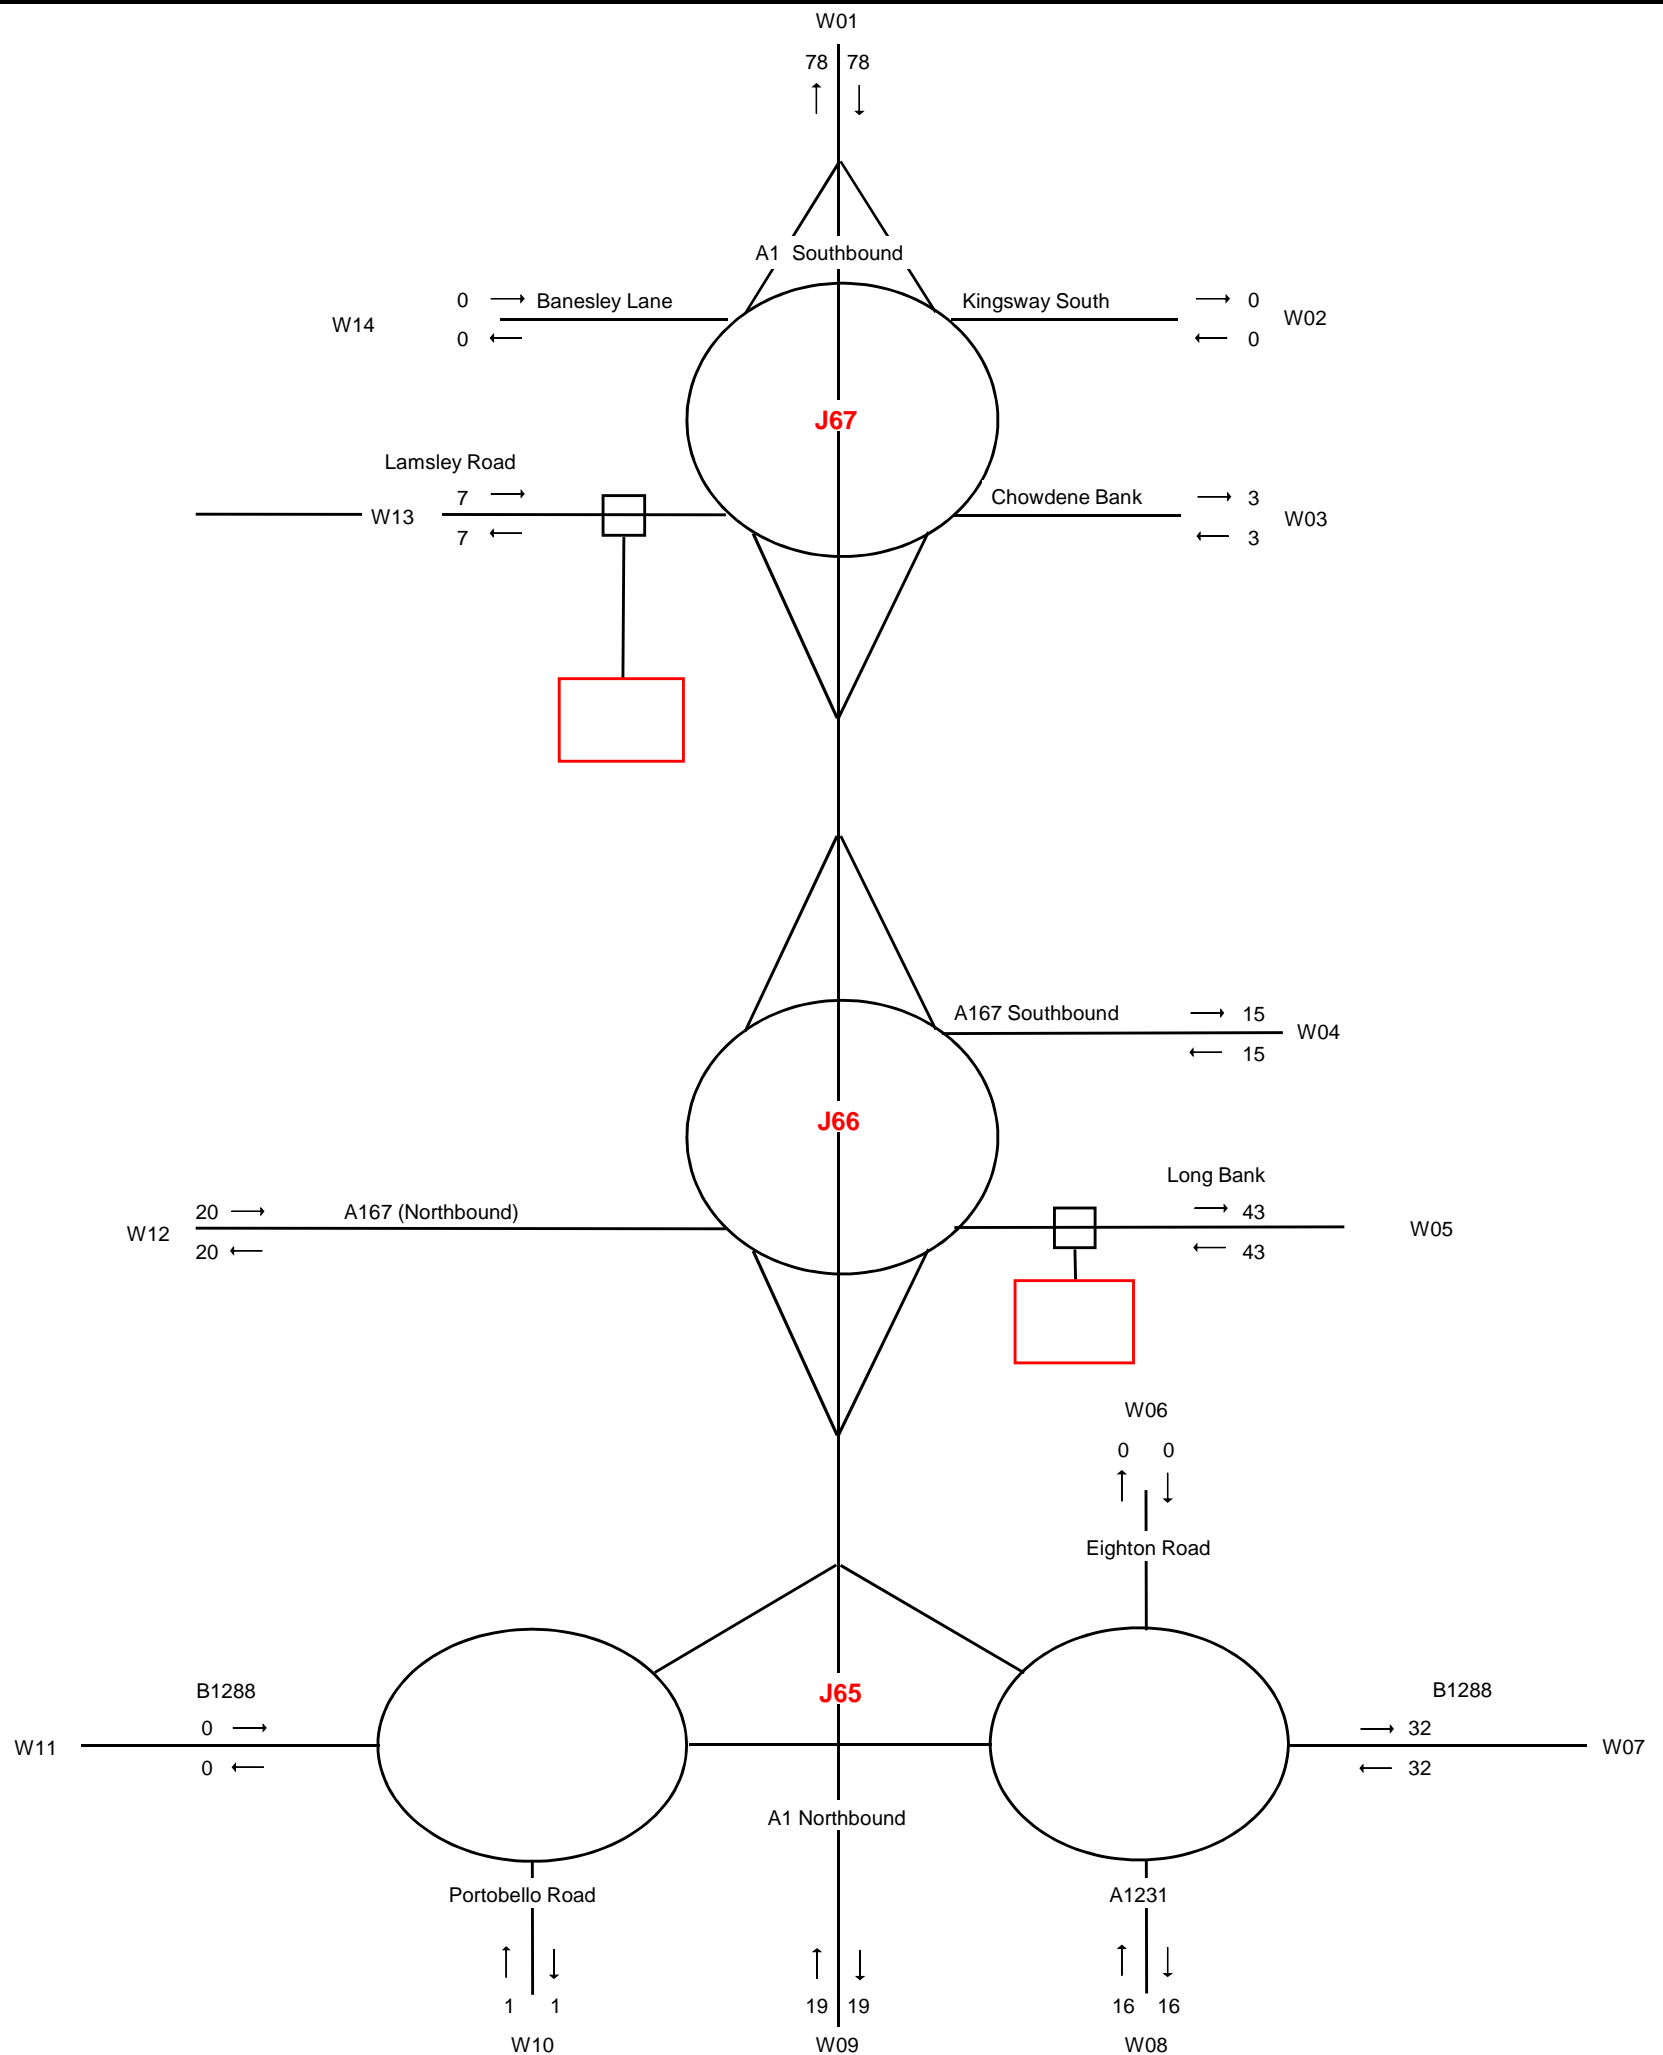 W01
78 78
A1 Southbound
0 Banesley Lane
Kingsway South 0
W14
W02
0
0
J67
Lamsley Road
7
Chowdene Bank 3
W13
W03
7
3
A167 Southbound 15
W04
15
J66
Long Bank
20 A167 (Northbound)
43
W12
W05
20
43
W06
0 0
Eighton Road
B1288
J65
B1288
0
32
W11
W07
0
32
A1 Northbound
Portobello Road
A1231
1 1
19 19
16 16
W10
W09
W08